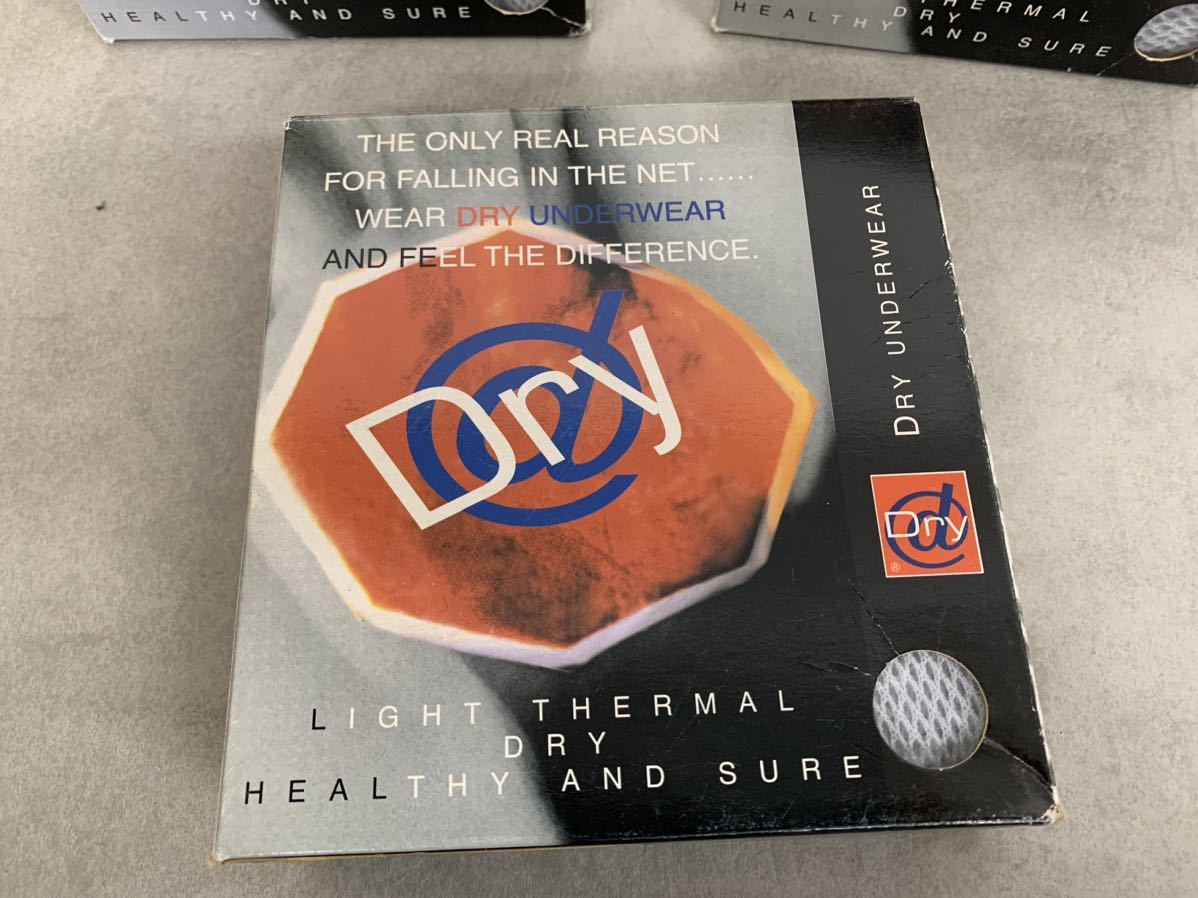 DRY
HEALTHY AND SURE
THERMAL
DRY
HEALTHY AND SURE
THE ONLY REAL REASON
FOR FALLING IN THE NET......
WEAR DRY UNDERWEAR
AND FEEL THE DIFFERENCE.
@ Dry
LIGHT THERMAL
DRY
HEALTHY AND SURE
DRY UNDERWEAR
@ Dry
®